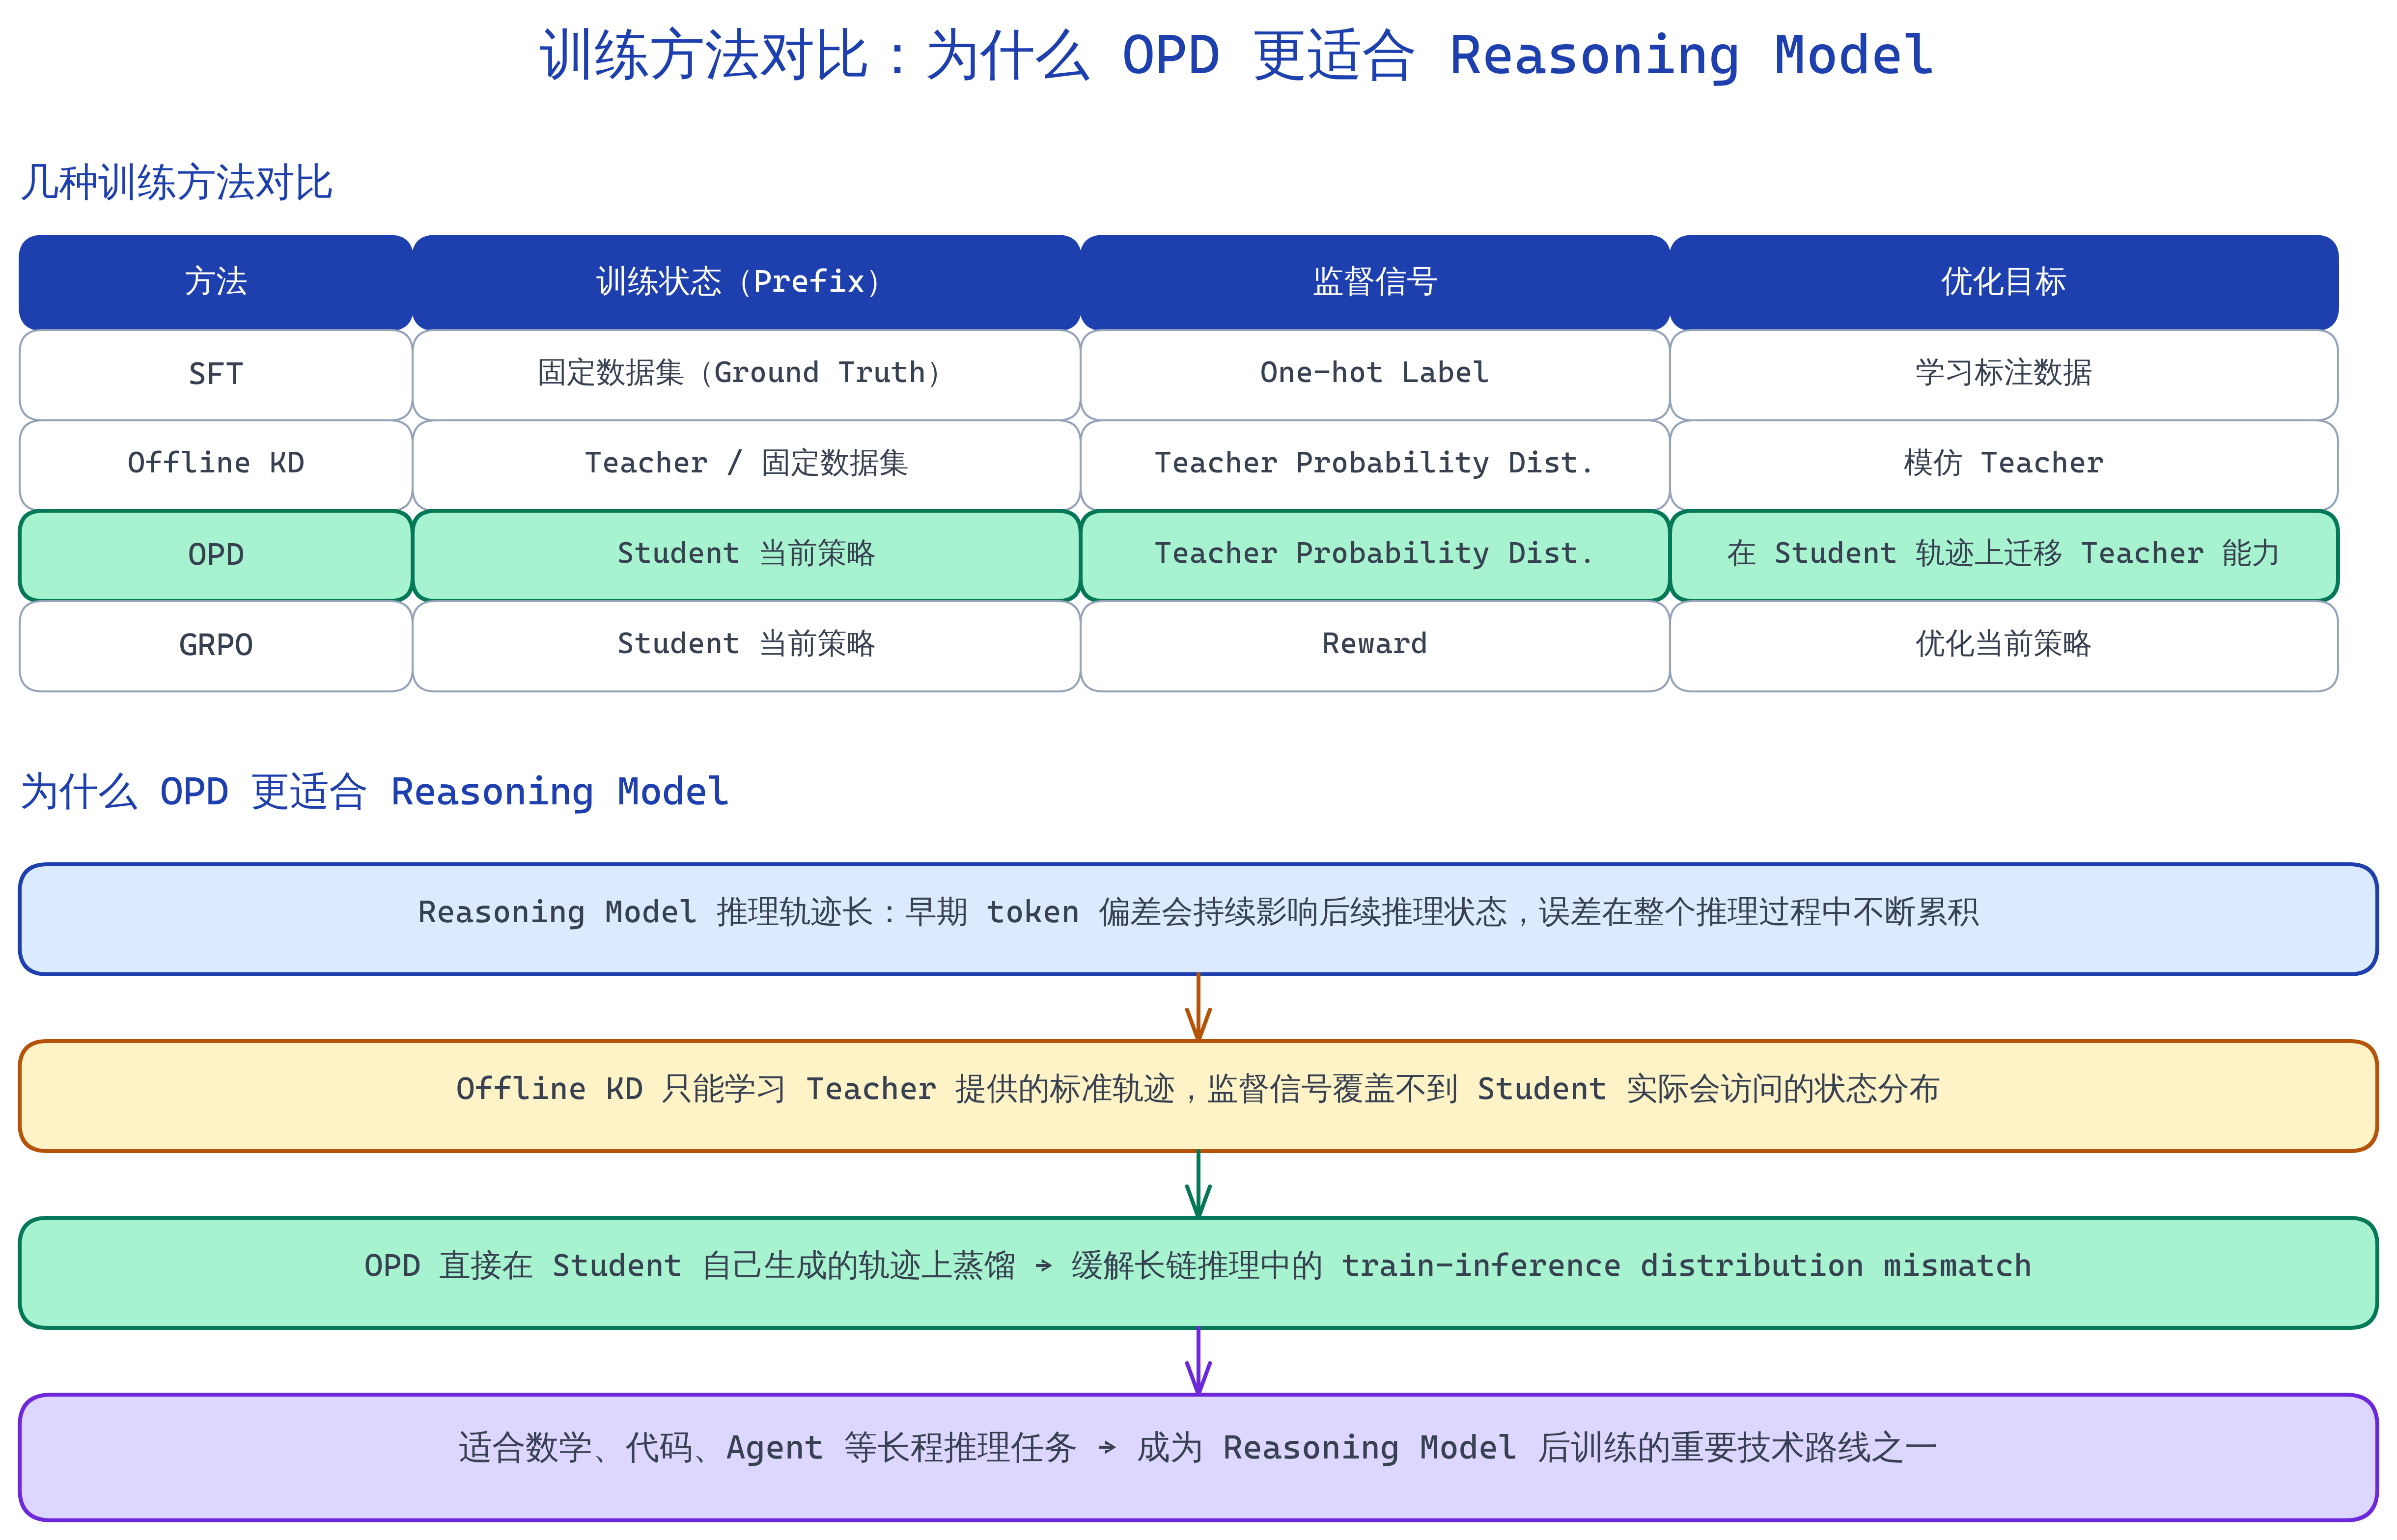 训练方法对比：为什么 OPD 更适合 Reasoning Model
几种训练方法对比
方法 训练状态（Prefix） 监督信号 优化目标
SFT 固定数据集（Ground Truth） One-hot Label 学习标注数据
Offline KD Teacher / 固定数据集 Teacher Probability Dist. 模仿 Teacher
OPD Student 当前策略 Teacher Probability Dist. 在 Student 轨迹上迁移 Teacher 能力
GRPO Student 当前策略 Reward 优化当前策略
为什么 OPD 更适合 Reasoning Model
Reasoning Model 推理轨迹长：早期 token 偏差会持续影响后续推理状态，误差在整个推理过程中不断累积
Offline KD 只能学习 Teacher 提供的标准轨迹，监督信号覆盖不到 Student 实际会访问的状态分布
OPD 直接在 Student 自己生成的轨迹上蒸馏 → 缓解长链推理中的 train-inference distribution mismatch
适合数学、代码、Agent 等长程推理任务 → 成为 Reasoning Model 后训练的重要技术路线之一